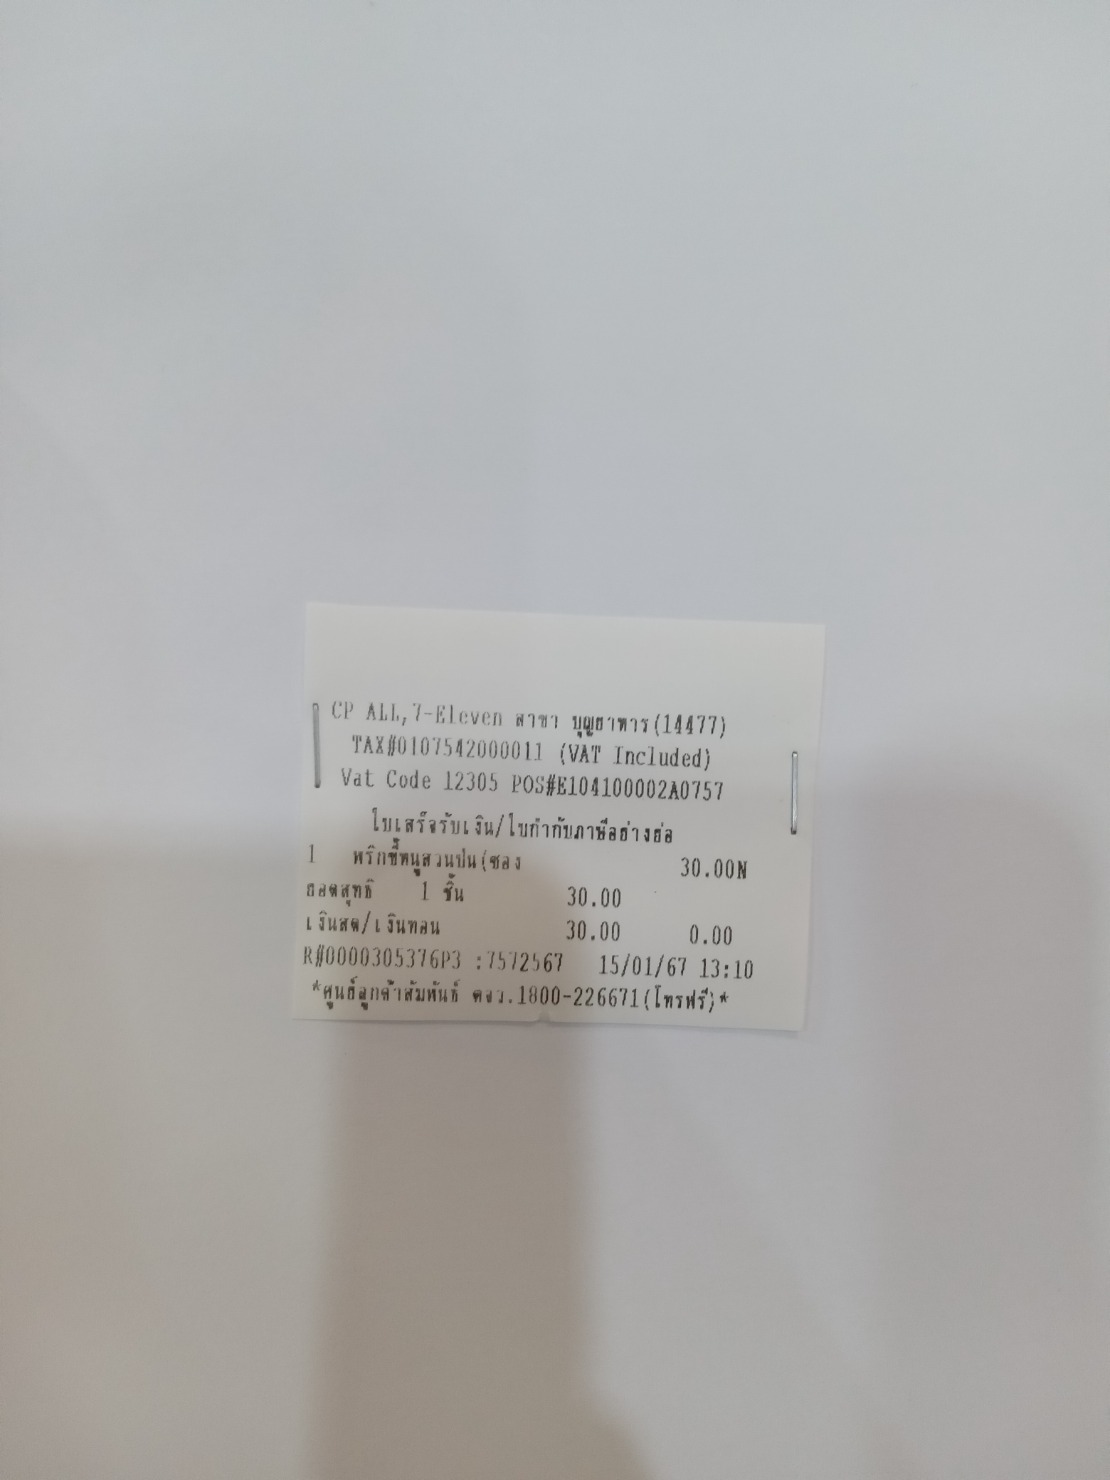 CP ALL,7-Eleven สาขา บุญยาหาร(14477)
TAX#0107542000011 (VAT Included)
Vat Code 12305 POS#E104100002A0757
ใบเสร็จรับเงิน/ใบกำกับภาษีอย่างย่อ
1 พริกขี้หนูสวนป่น(ซอง 30.00N
ยอดสุทธิ 1 ชิ้น 30.00
เงินสด/เงินทอน 30.00 0.00
R#0000305376P3 :7572567 15/01/67 13:10
*ศูนย์ลูกค้าสัมพันธ์ ตจว.1800-226671(โทรฟรี)*